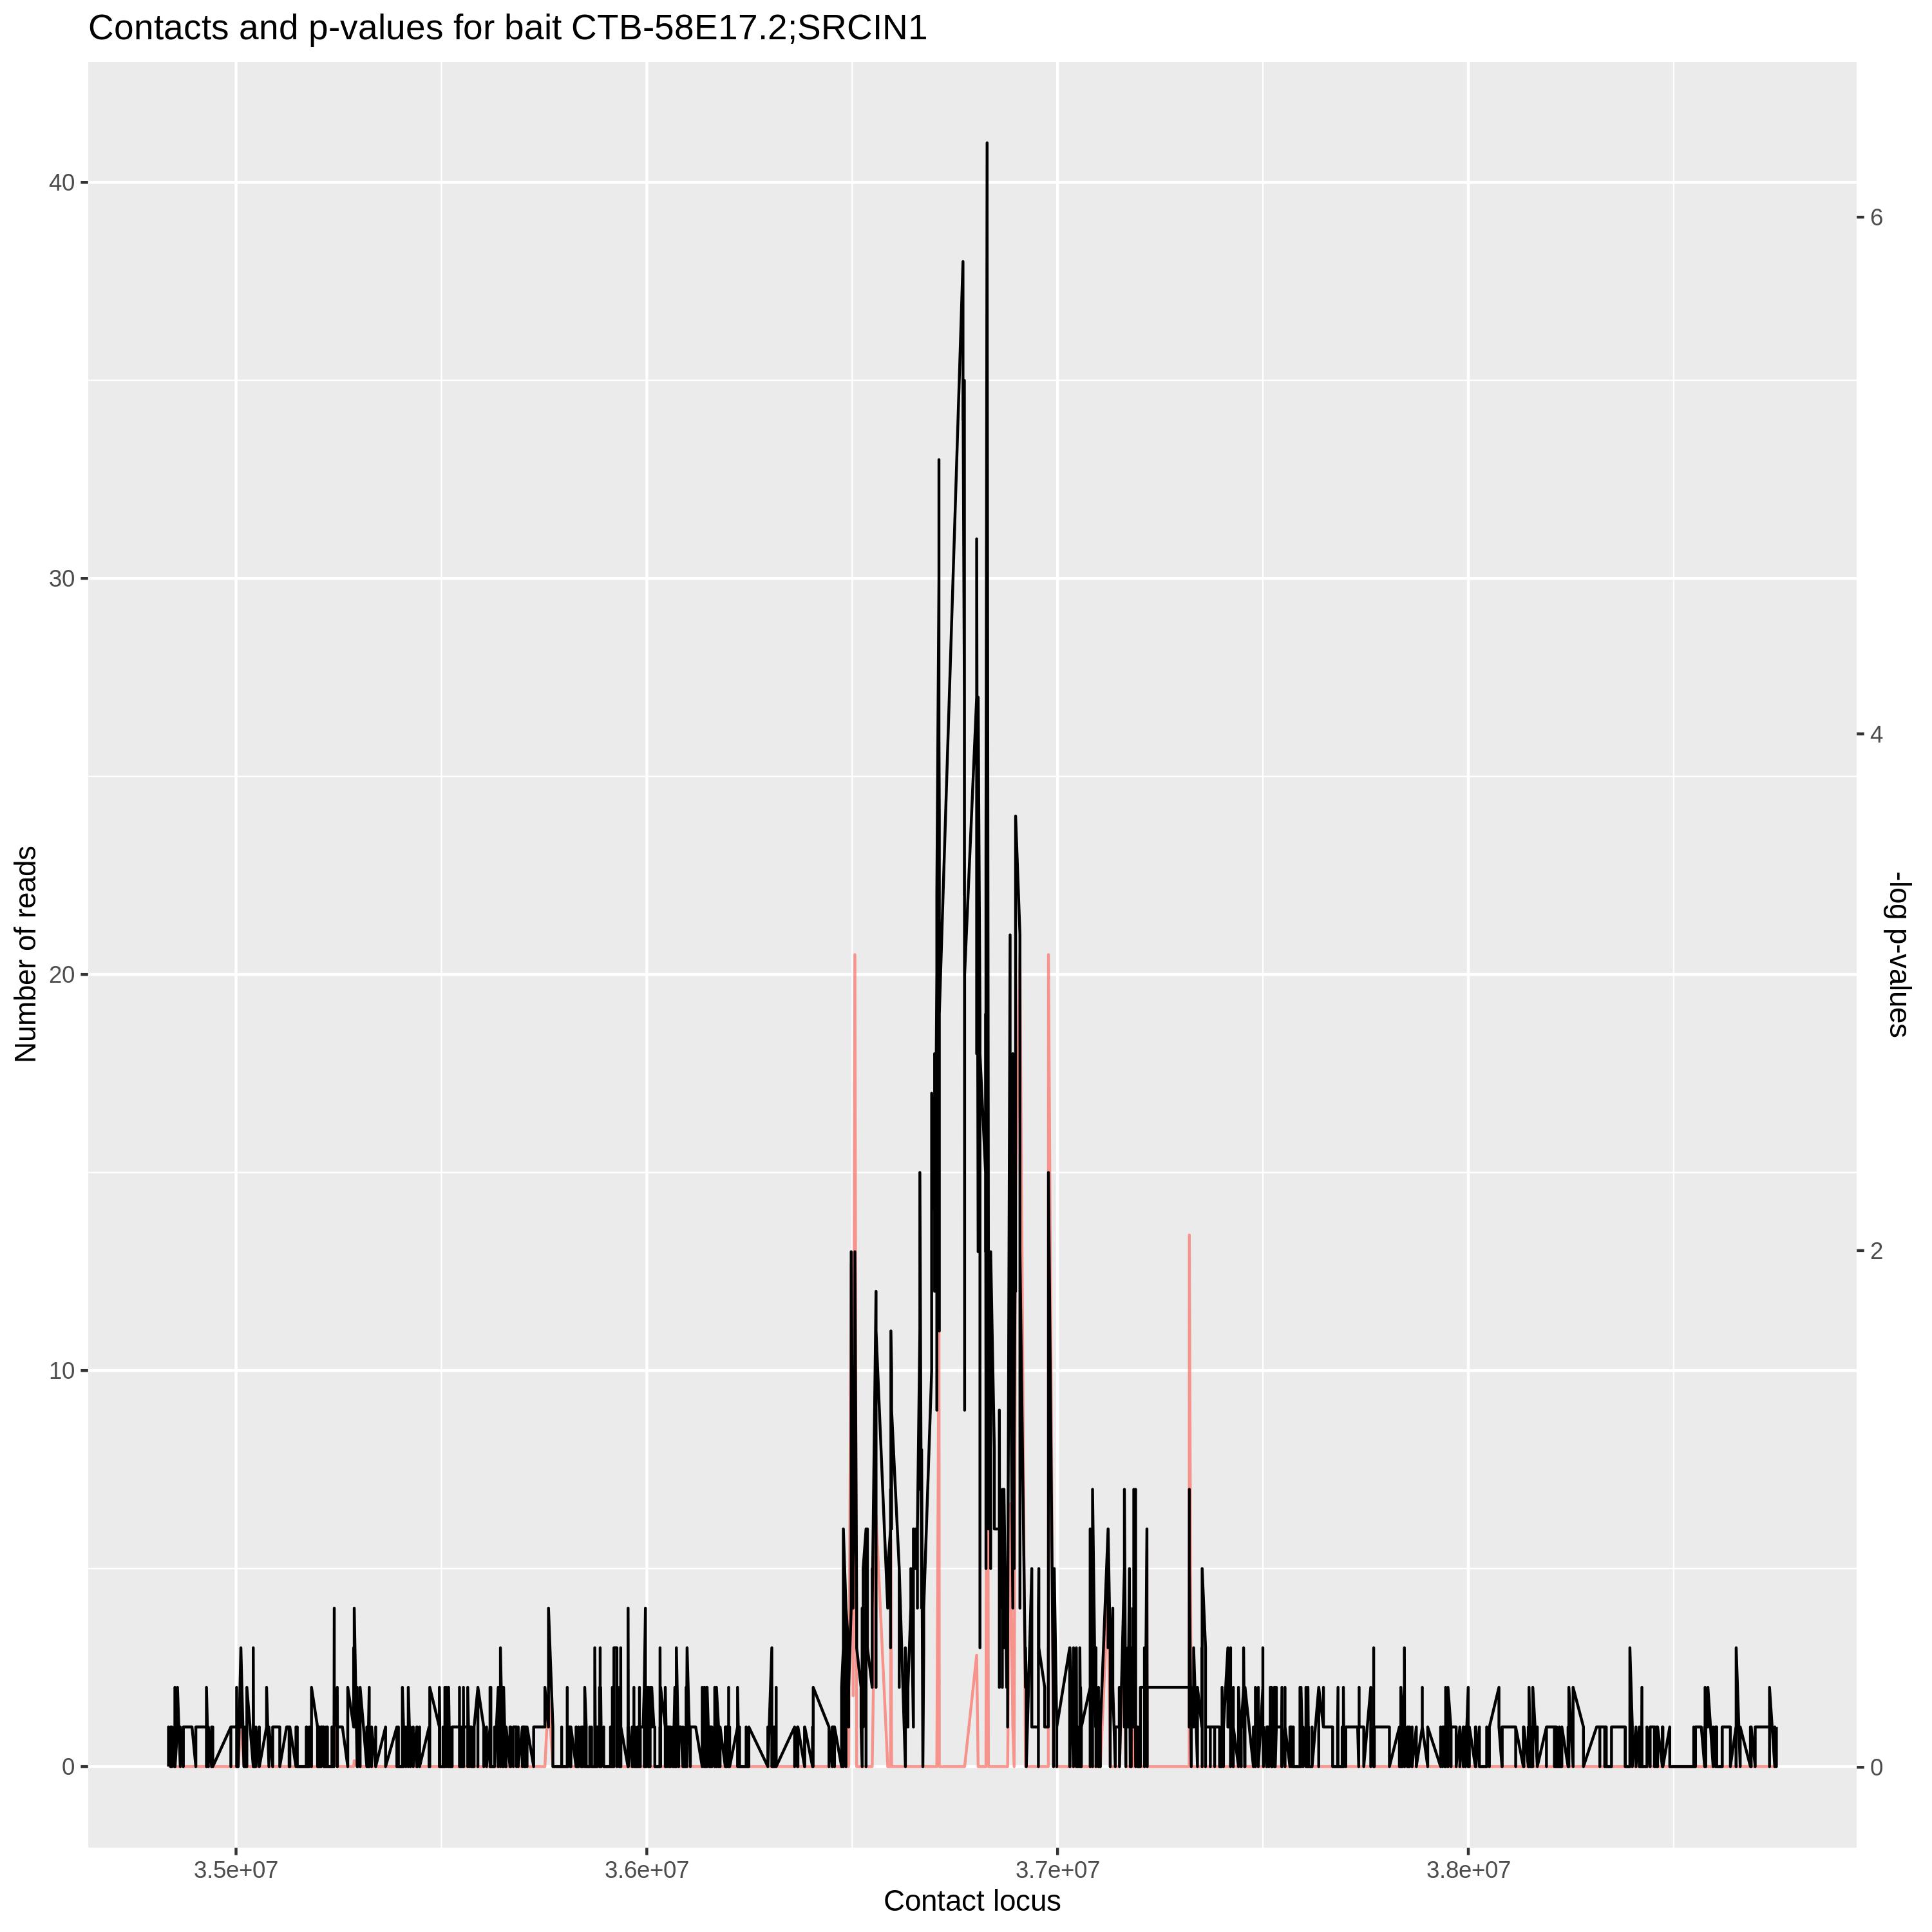 Contacts and p-values for bait CTB-58E17.2;SRCIN1
40
30
20
10
0
Number of reads
6
4
2
0
-log p-values
3.5e+07
3.6e+07
3.7e+07
3.8e+07
Contact locus